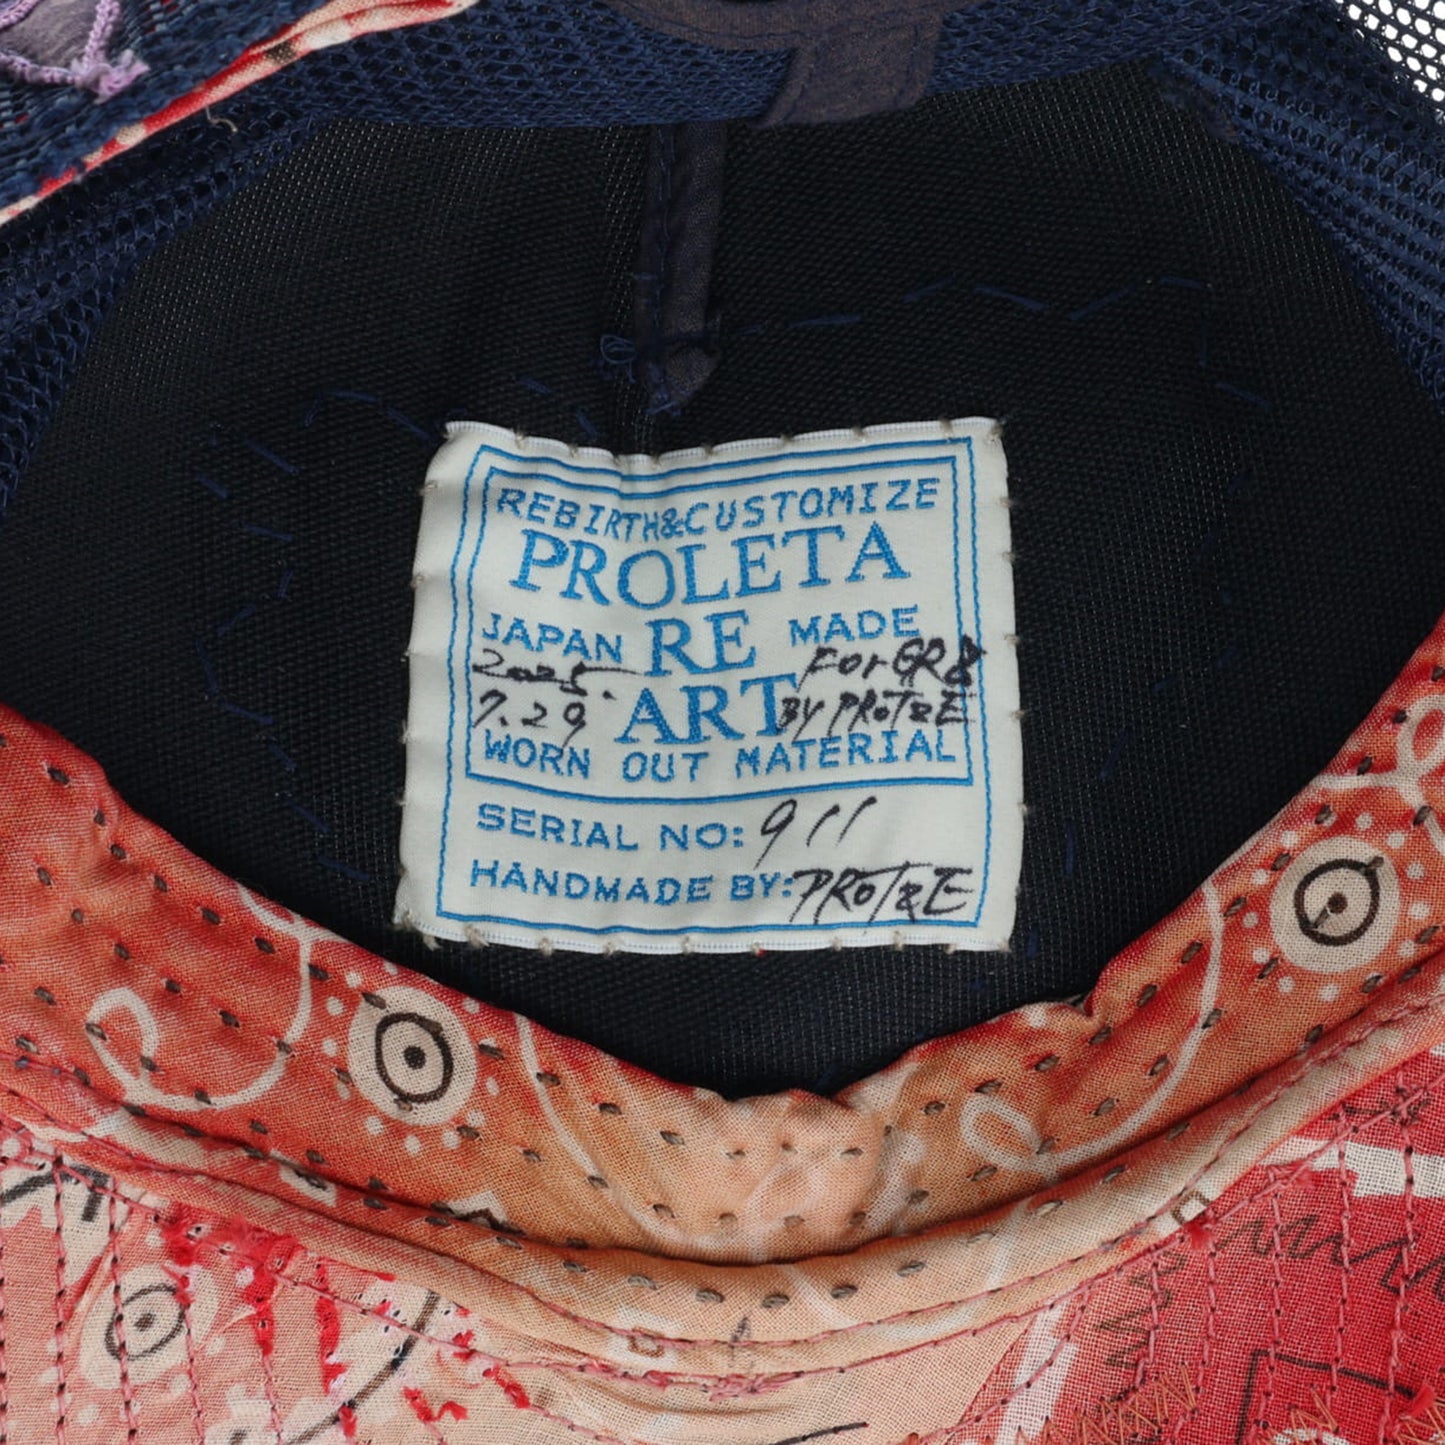 REBIRTH&CUSTOMIZE
PROLETA
JAPAN RE MADE
2025. For GR8
7.29 ART BY PROTRE
WORN OUT MATERIAL
SERIAL NO: 911
HANDMADE BY: PROTRE